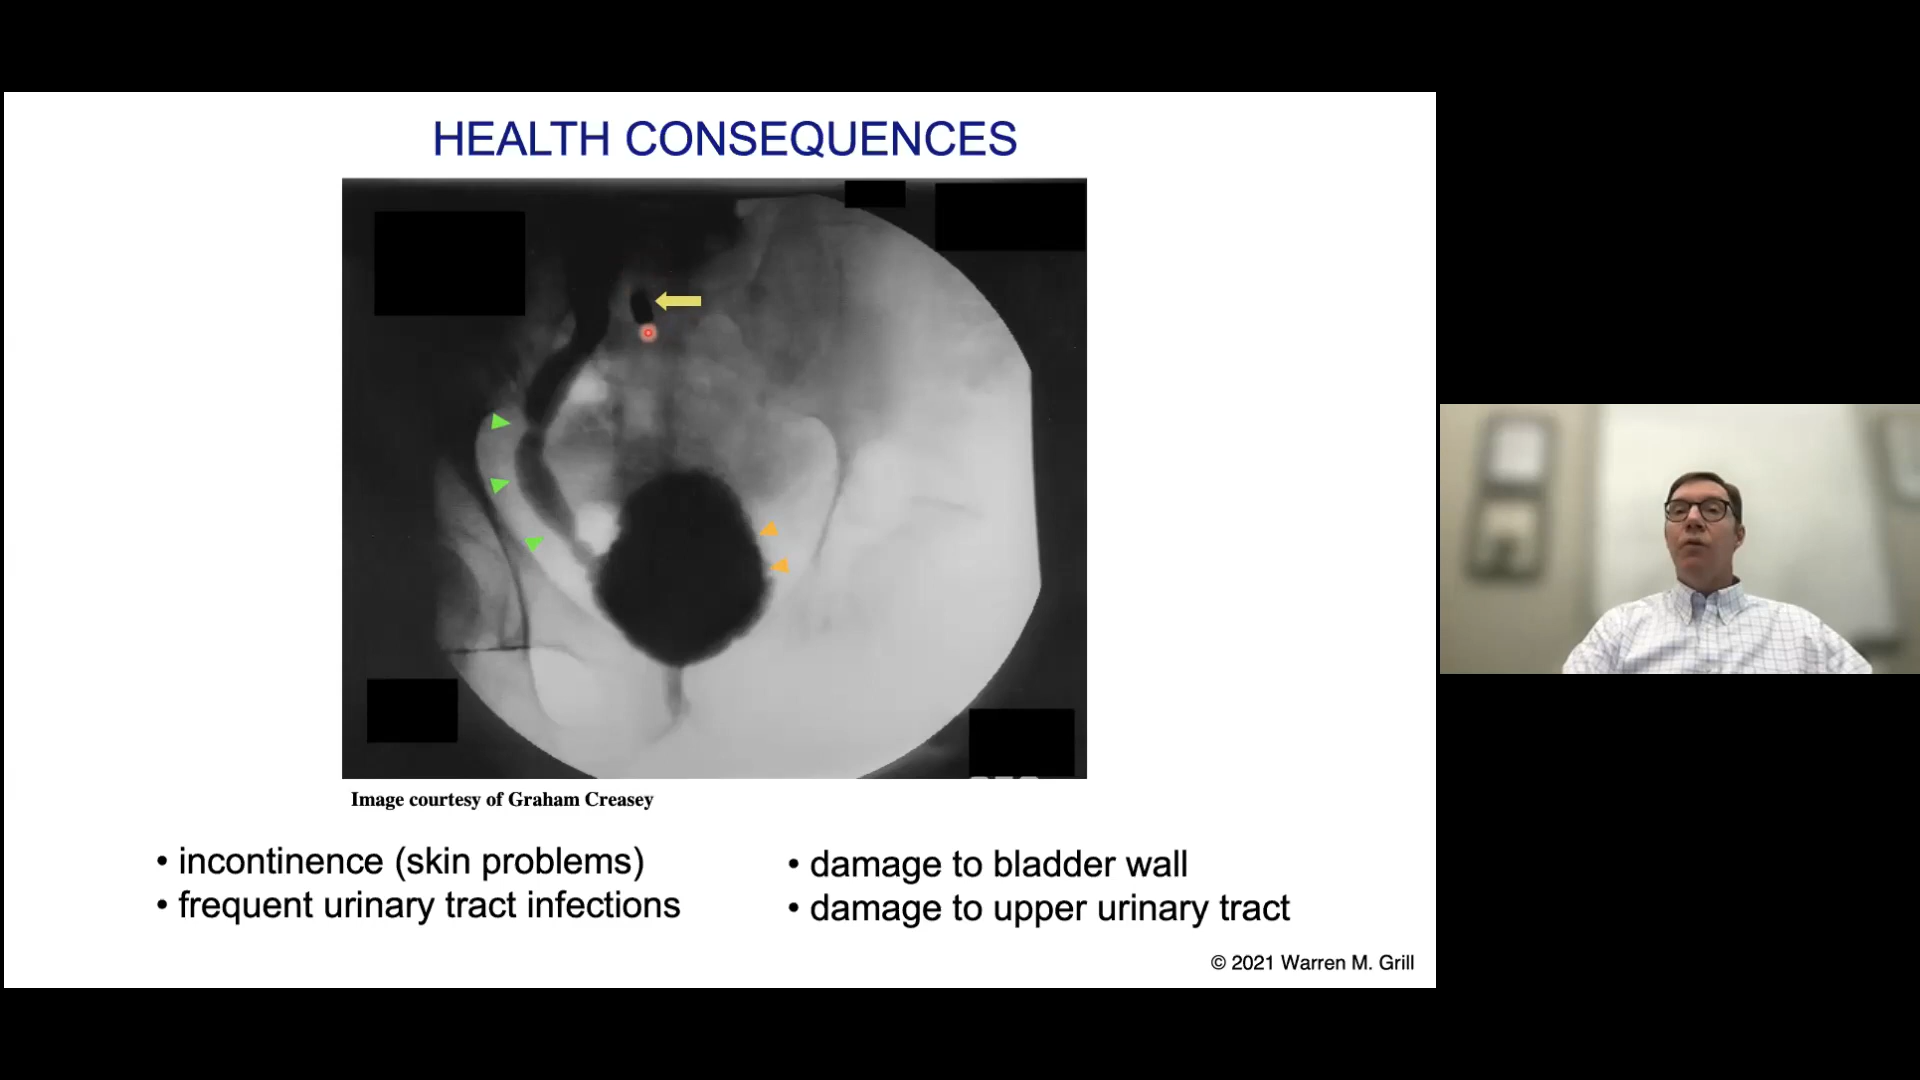 HEALTH CONSEQUENCES
Image courtesy of Graham Creasey
• incontinence (skin problems)
• frequent urinary tract infections
• damage to bladder wall
• damage to upper urinary tract
© 2021 Warren M. Grill